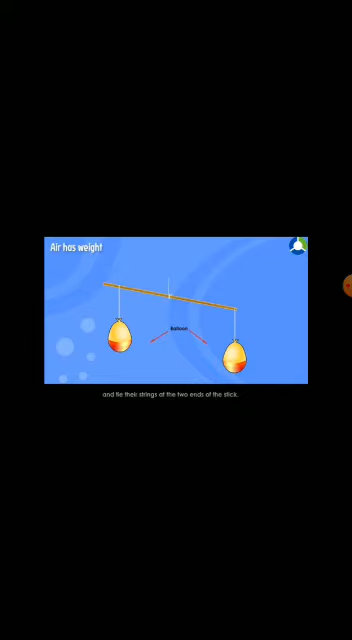 Air has weight
Balloon
and tie their strings at the two ends of the stick.